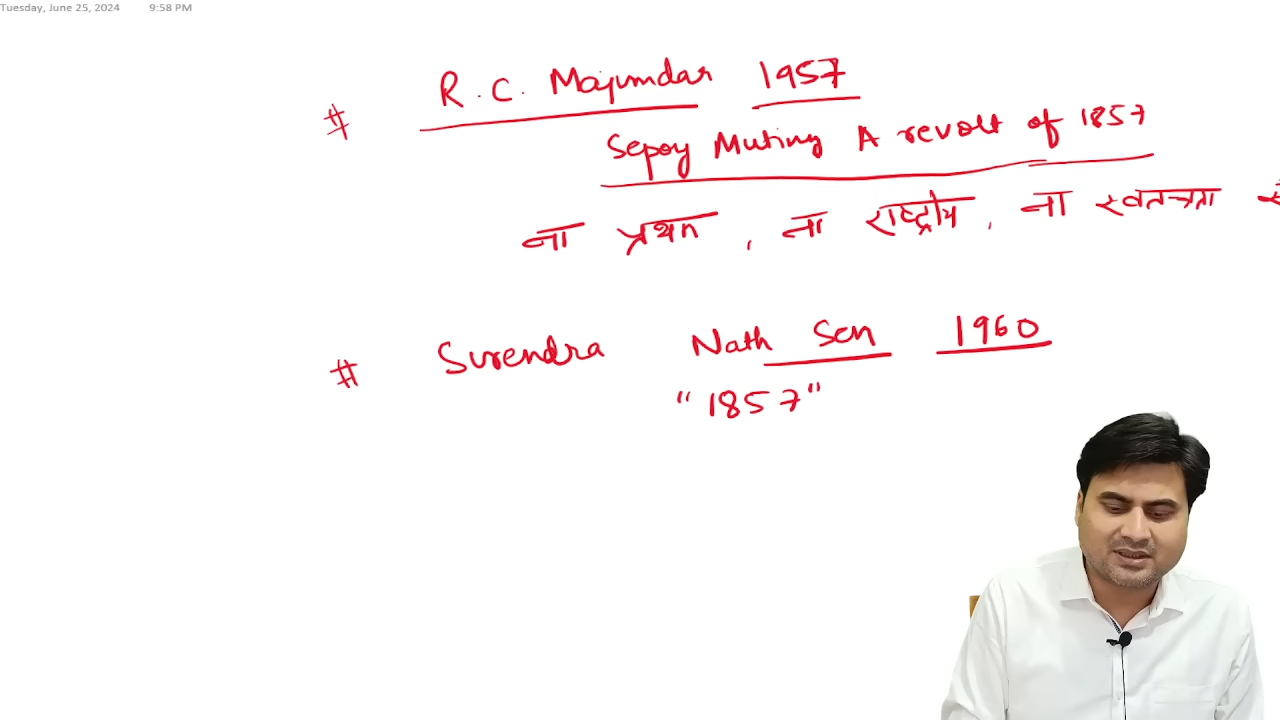 Tuesday, June 25, 2024 9:58 PM
# R. C. Majumdar 1957
Sepoy Mutiny A revolt of 1857
ना प्रथम, ना राष्ट्रीय, ना स्वतन्त्रता
# Surendra Nath Sen 1960
"1857"